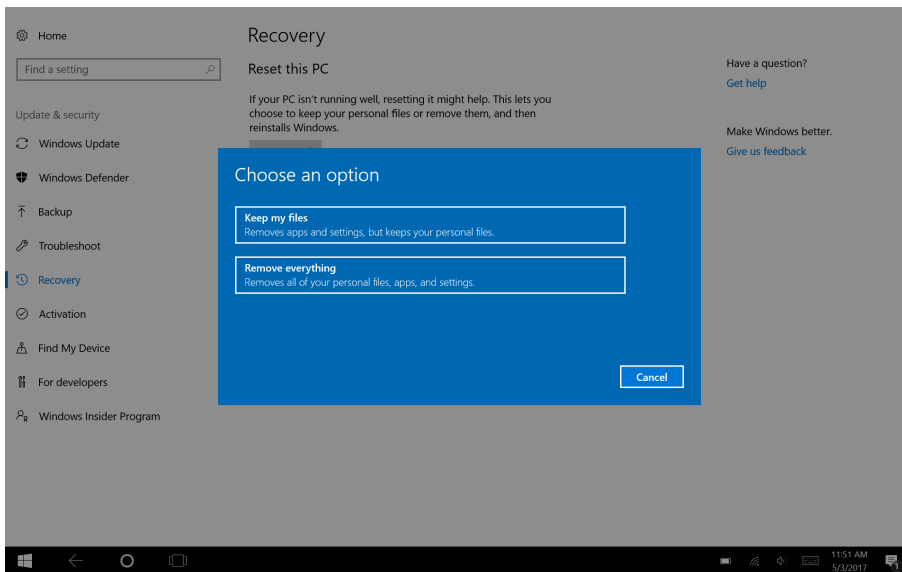 Home
Find a setting
Update & security
Windows Update
Windows Defender
Backup
Troubleshoot
Recovery
Activation
Find My Device
For developers
Windows Insider Program
Recovery
Reset this PC
If your PC isn't running well, resetting it might help. This lets you
choose to keep your personal files or remove them, and then
reinstalls Windows.
Choose an option
Keep my files
Removes apps and settings, but keeps your personal files.
Remove everything
Removes all of your personal files, apps, and settings.
Cancel
Have a question?
Get help
Make Windows better.
Give us feedback
11:51 AM
5/3/2017
1